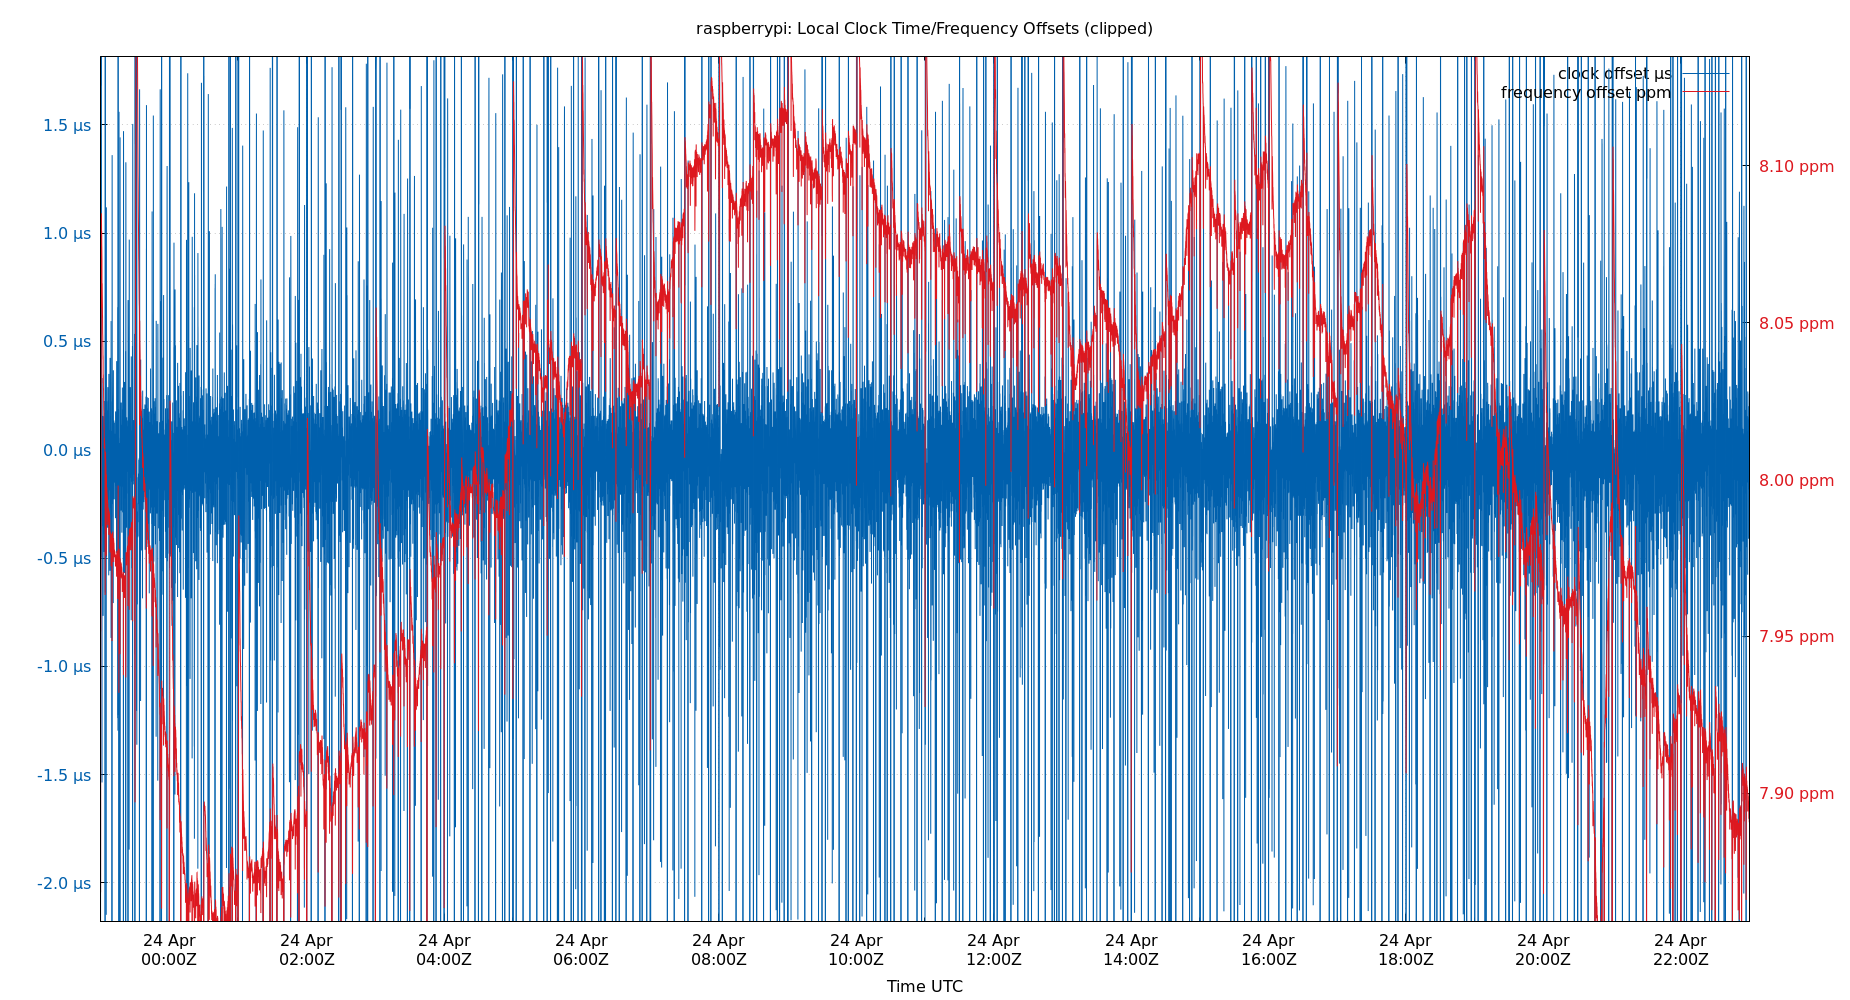 raspberrypi: Local Clock Time/Frequency Offsets (clipped)
clock offset µs
frequency offset ppm
1.5 µs
1.0 µs
0.5 µs
0.0 µs
-0.5 µs
-1.0 µs
-1.5 µs
-2.0 µs
8.10 ppm
8.05 ppm
8.00 ppm
7.95 ppm
7.90 ppm
24 Apr 24 Apr 24 Apr 24 Apr 24 Apr 24 Apr 24 Apr 24 Apr 24 Apr 24 Apr 24 Apr 24 Apr
00:00Z 02:00Z 04:00Z 06:00Z 08:00Z 10:00Z 12:00Z 14:00Z 16:00Z 18:00Z 20:00Z 22:00Z
Time UTC